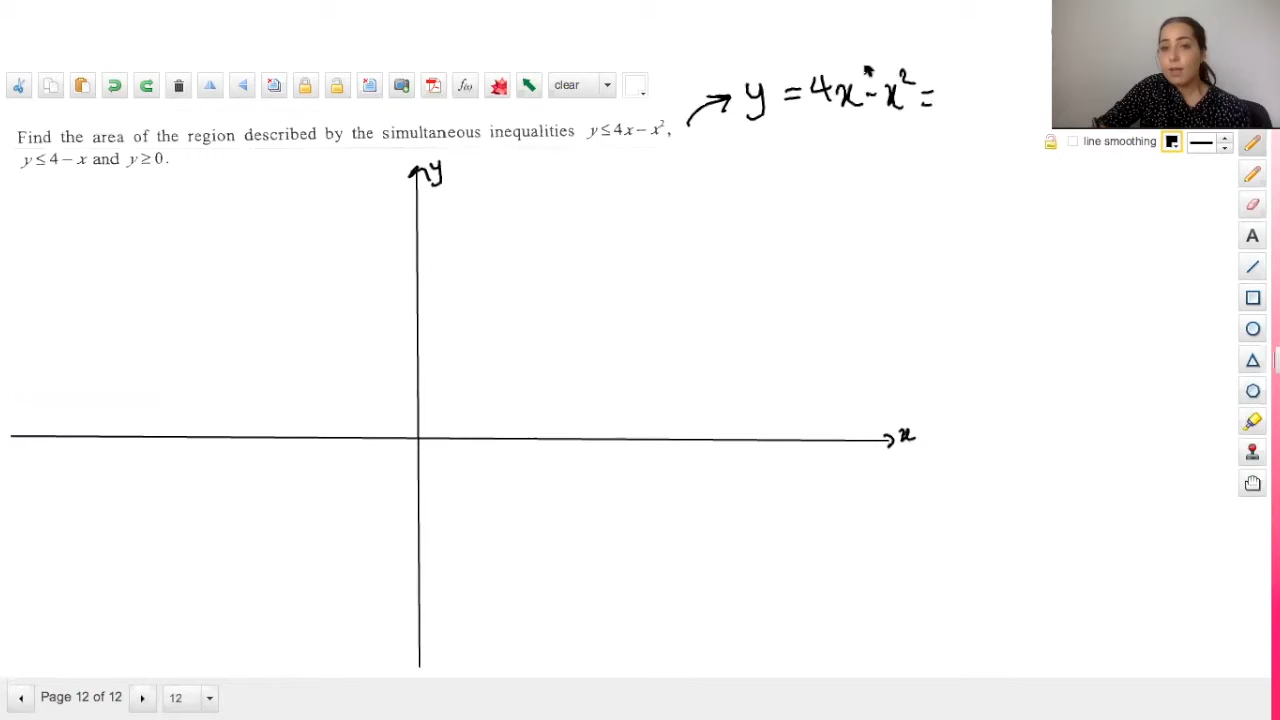 y = 4x - x² =
clear
line smoothing
Find the area of the region described by the simultaneous inequalities y ≤ 4x − x²,
y ≤ 4 − x and y ≥ 0.
y
A
x
Page 12 of 12
12